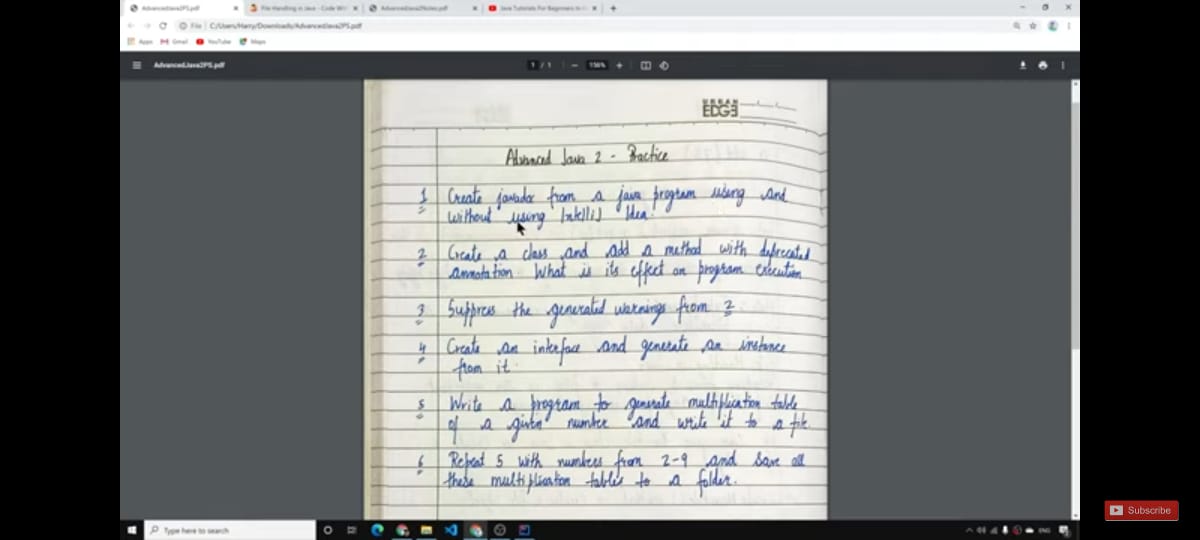 AdvancedJava2PS.pdf
File Handling in Java - Code Wit
AdvancedJava2Notes.pdf
Java Tutorials For Beginners In H
File
C:/Users/Harry/Downloads/AdvancedJava2PS.pdf
Apps
Gmail
YouTube
Maps
AdvancedJava2PS.pdf
1 / 1
156%
URBAN
EDGE
Advanced Java 2 - Practice
1 Create javadoc from a java program using and
without using IntelliJ Idea.
2 Create a class and add a method with deprecated
annotation. What is its effect on program execution
3 Suppress the generated warnings from 2
4 Create an interface and generate an instance
from it.
5 Write a program to generate multiplication table
of a given number and write it to a file.
6 Repeat 5 with numbers from 2-9 and save all
these multiplication tables to a folder.
Subscribe
Type here to search
ENG